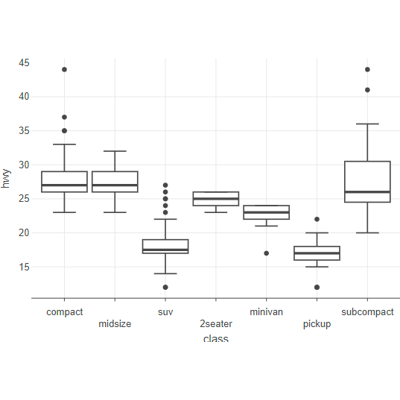 45
40
35
30
25
20
15
hwy
compact
suv
minivan
subcompact
midsize
2seater
pickup
class